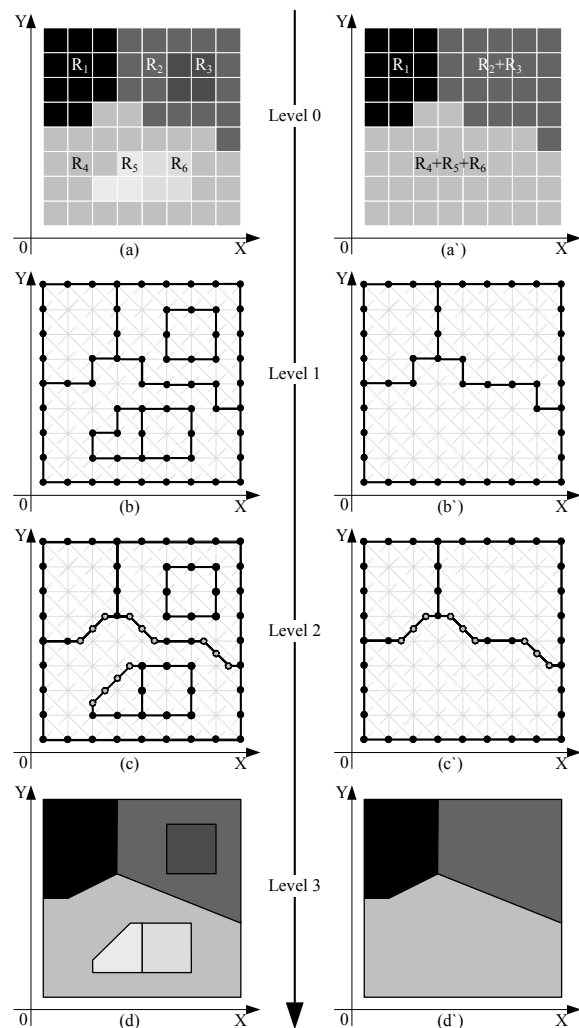 Y Y
R1 R2 R3 R1 R2+R3
Level 0
R4 R5 R6 R4+R5+R6
0 (a) X 0 (a`) X
Y Y
Level 1
0 (b) X 0 (b`) X
Y Y
Level 2
0 (c) X 0 (c`) X
Y Y
Level 3
0 (d) X 0 (d`) X